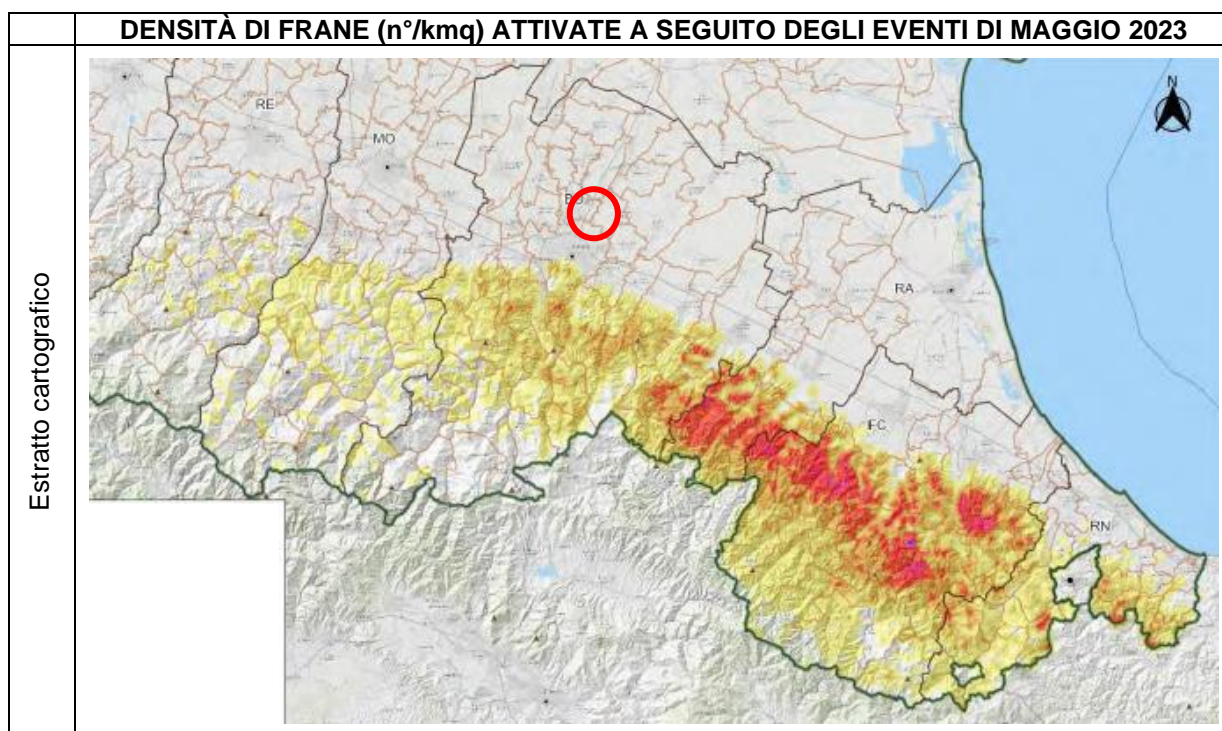 DENSITÀ DI FRANE (n°/kmq) ATTIVATE A SEGUITO DEGLI EVENTI DI MAGGIO 2023
Estratto cartografico
N
RE
MO
BO
RA
FC
RN